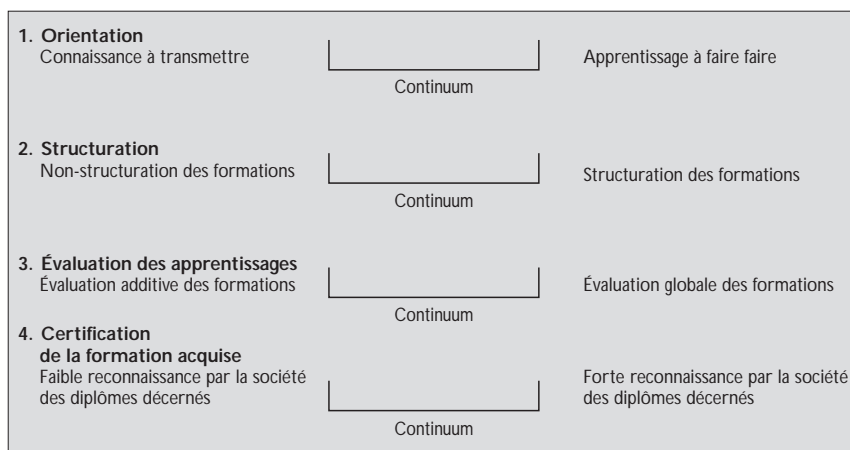 1. Orientation
Connaissance à transmettre
Apprentissage à faire faire
Continuum
2. Structuration
Non-structuration des formations
Structuration des formations
Continuum
3. Évaluation des apprentissages
Évaluation additive des formations
Évaluation globale des formations
Continuum
4. Certification
de la formation acquise
Faible reconnaissance par la société
des diplômes décernés
Forte reconnaissance par la société
des diplômes décernés
Continuum